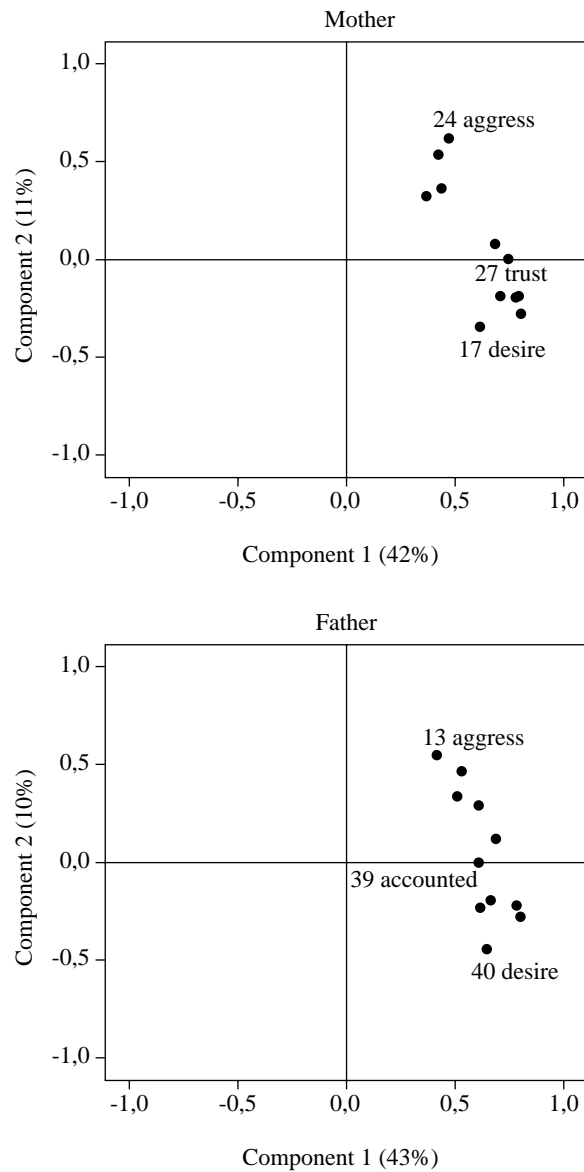 Mother
1,0
0,5
0,0
-0,5
-1,0
Component 2 (11%)
24 aggress
27 trust
17 desire
-1,0 -0,5 0,0 0,5 1,0
Component 1 (42%)
Father
1,0
0,5
0,0
-0,5
-1,0
Component 2 (10%)
13 aggress
39 accounted
40 desire
-1,0 -0,5 0,0 0,5 1,0
Component 1 (43%)